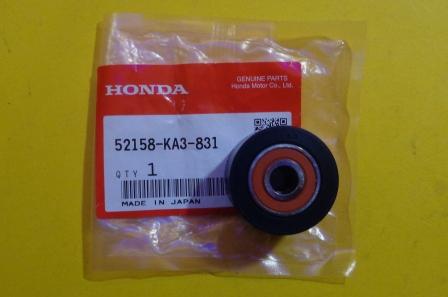 GENUINE PARTS
HONDA Honda Motor Co., Ltd.
52158-KA3-831
QTY 1
MADE IN JAPAN